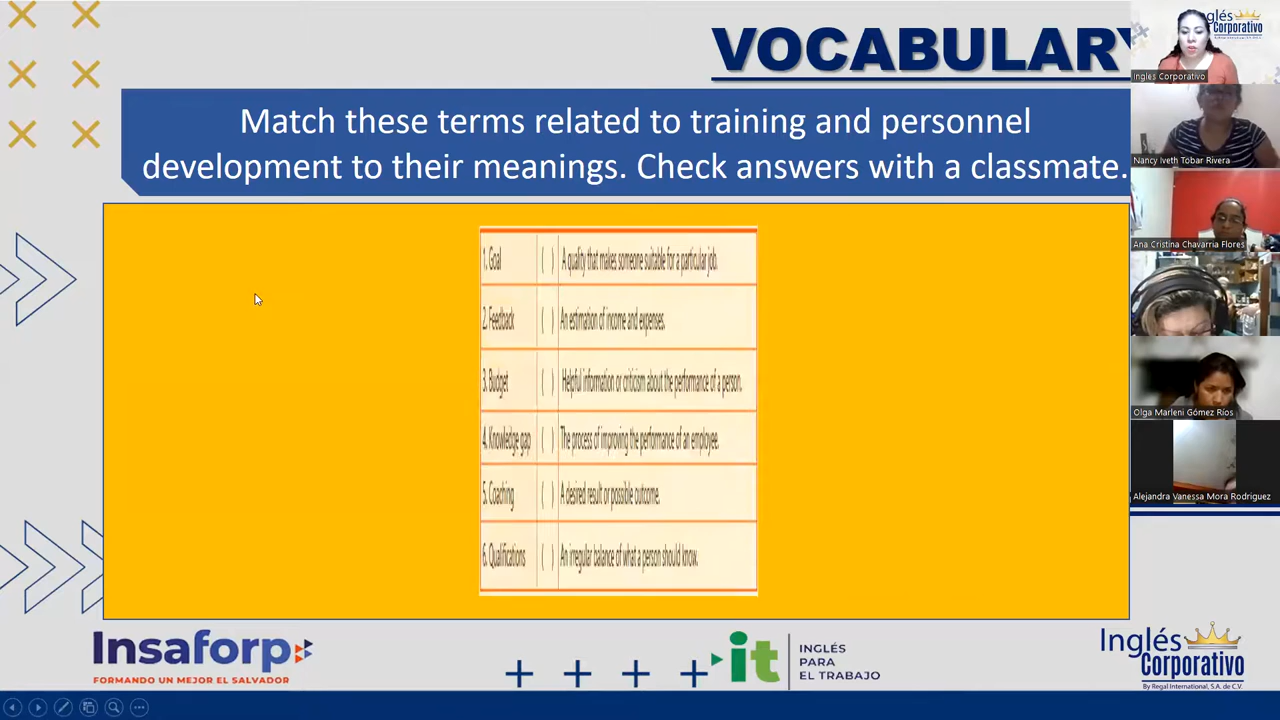 VOCABULARY
Match these terms related to training and personnel
development to their meanings. Check answers with a classmate.
1. Goal ( ) A quality that makes someone suitable for a particular job.
2. Feedback ( ) An estimation of income and expenses.
3. Budget ( ) Helpful information or criticism about the performance of a person.
4. Knowledge gap ( ) The process of improving the performance of an employee.
5. Coaching ( ) A desired result or possible outcome.
6. Qualifications ( ) An irregular balance of what a person should know.
Insaforp
FORMANDO UN MEJOR EL SALVADOR
it
INGLÉS
PARA
EL TRABAJO
Inglés
Corporativo
By Regal International, S.A. de C.V.
Inglés
Corporativo
Ingles Corporativo
Nancy Iveth Tobar Rivera
Ana Cristina Chavarria Flores
Olga Marleni Gómez Ríos
Alejandra Vanessa Mora Rodriguez